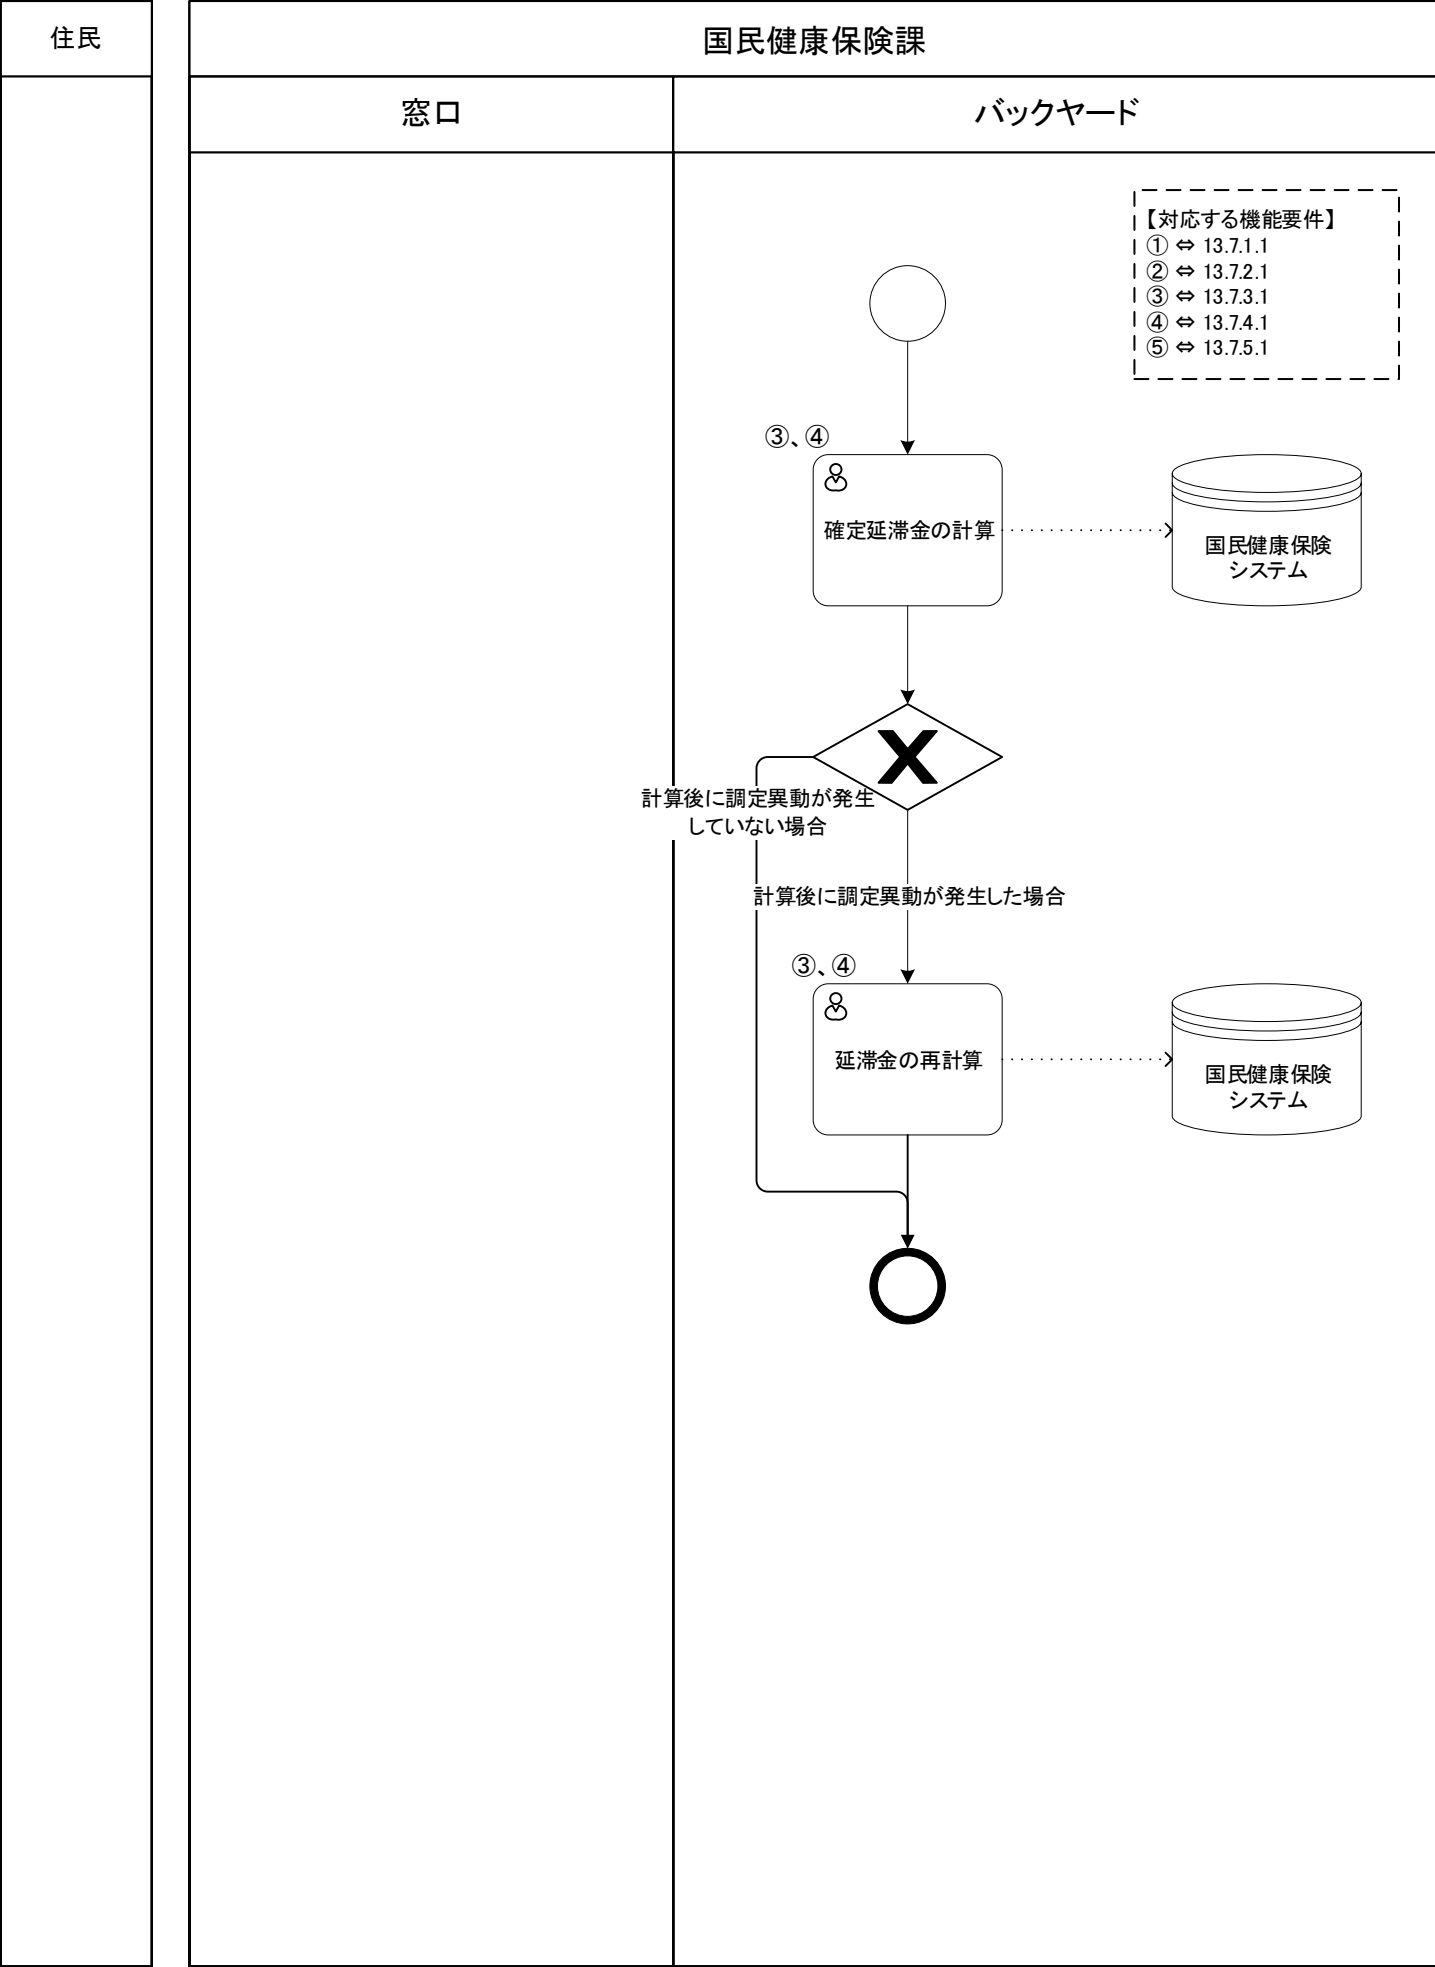 住民
国民健康保険課
窓口
バックヤード
【対応する機能要件】
① ⇔ 13.7.1.1
② ⇔ 13.7.2.1
③ ⇔ 13.7.3.1
④ ⇔ 13.7.4.1
⑤ ⇔ 13.7.5.1
③、④
確定延滞金の計算
国民健康保険
システム
計算後に調定異動が発生
していない場合
計算後に調定異動が発生した場合
③、④
延滞金の再計算
国民健康保険
システム